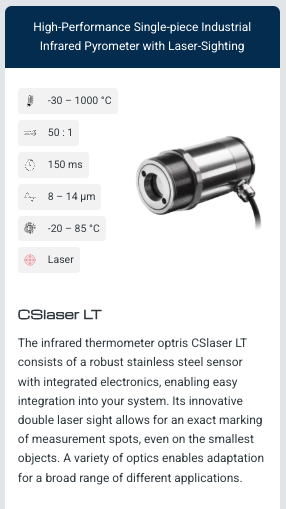 High-Performance Single-piece Industrial
Infrared Pyrometer with Laser-Sighting
-30 – 1000 °C
50 : 1
150 ms
8 – 14 µm
-20 – 85 °C
Laser
CSlaser LT
The infrared thermometer optris CSlaser LT
consists of a robust stainless steel sensor
with integrated electronics, enabling easy
integration into your system. Its innovative
double laser sight allows for an exact marking
of measurement spots, even on the smallest
objects. A variety of optics enables adaptation
for a broad range of different applications.